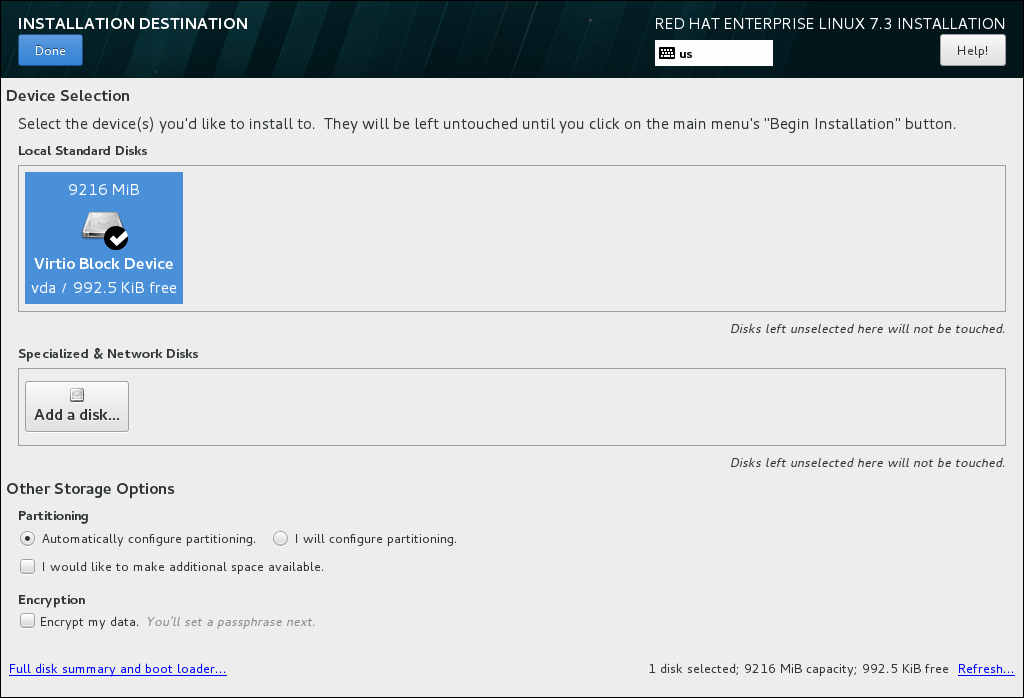 INSTALLATION DESTINATION
RED HAT ENTERPRISE LINUX 7.3 INSTALLATION
Done
us
Help!
Device Selection
Select the device(s) you'd like to install to.  They will be left untouched until you click on the main menu's "Begin Installation" button.
Local Standard Disks
9216 MiB
Virtio Block Device
vda / 992.5 KiB free
Disks left unselected here will not be touched.
Specialized & Network Disks
Add a disk...
Disks left unselected here will not be touched.
Other Storage Options
Partitioning
Automatically configure partitioning. I will configure partitioning.
I would like to make additional space available.
Encryption
Encrypt my data. You'll set a passphrase next.
Full disk summary and boot loader... 1 disk selected; 9216 MiB capacity; 992.5 KiB free Refresh...